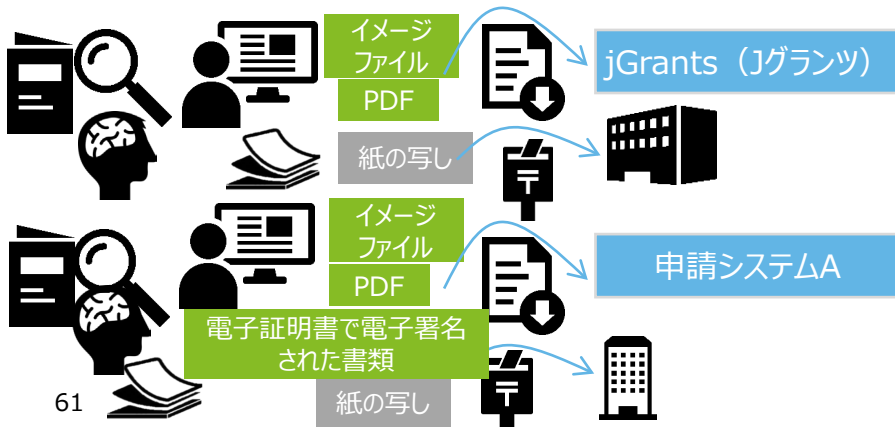 イメージ
ファイル
PDF
jGrants（Jグランツ）
紙の写し
〒
イメージ
ファイル
PDF
申請システムA
電子証明書で電子署名
された書類
〒
紙の写し
61